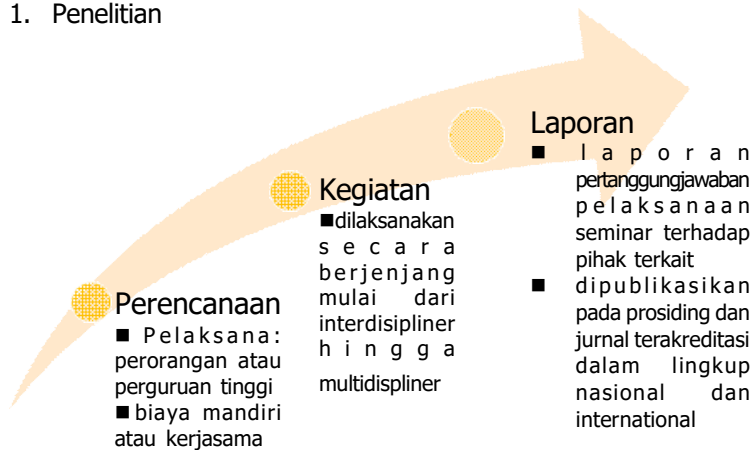 1. Penelitian
Perencanaan
■ Pelaksana:
perorangan atau
perguruan tinggi
■ biaya mandiri
atau kerjasama
Kegiatan
■dilaksanakan
secara
berjenjang
mulai dari
interdisipliner
hingga
multidispliner
Laporan
■ laporan
pertanggungjawaban
pelaksanaan
seminar terhadap
pihak terkait
■ dipublikasikan
pada prosiding dan
jurnal terakreditasi
dalam lingkup
nasional dan
international